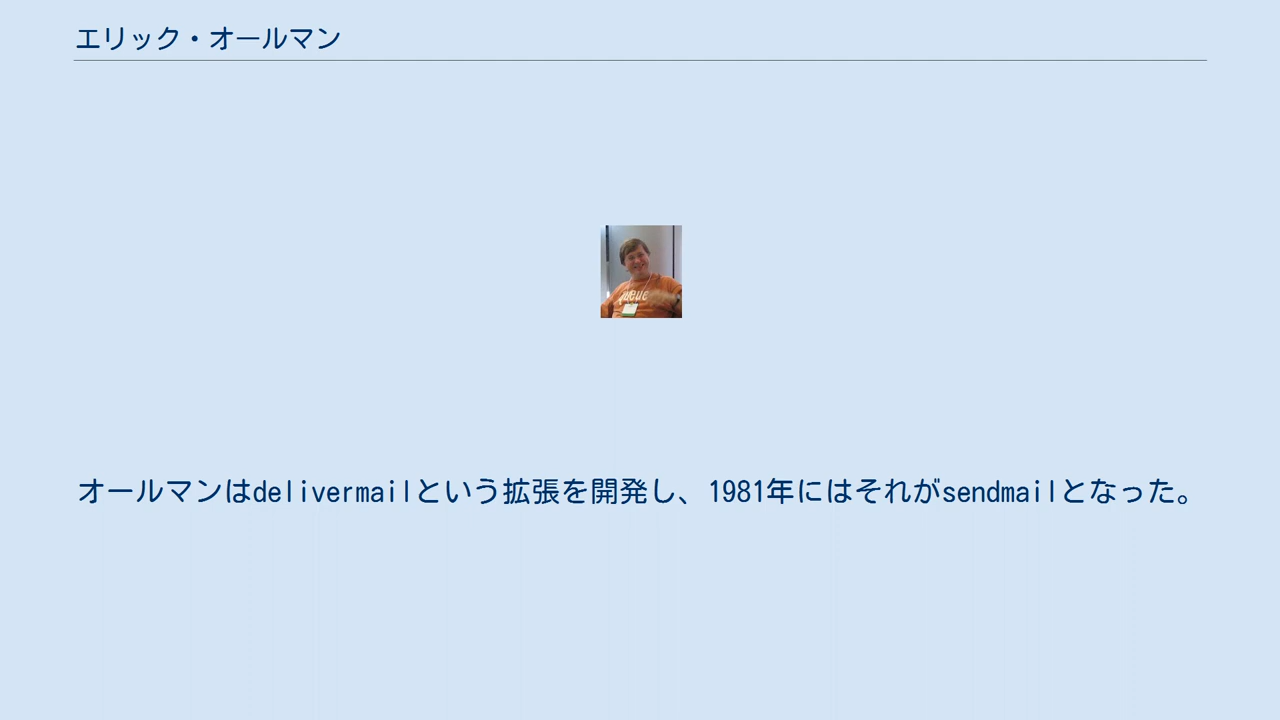 エリック・オールマン
queue
オールマンはdelivermailという拡張を開発し、1981年にはそれがsendmailとなった。